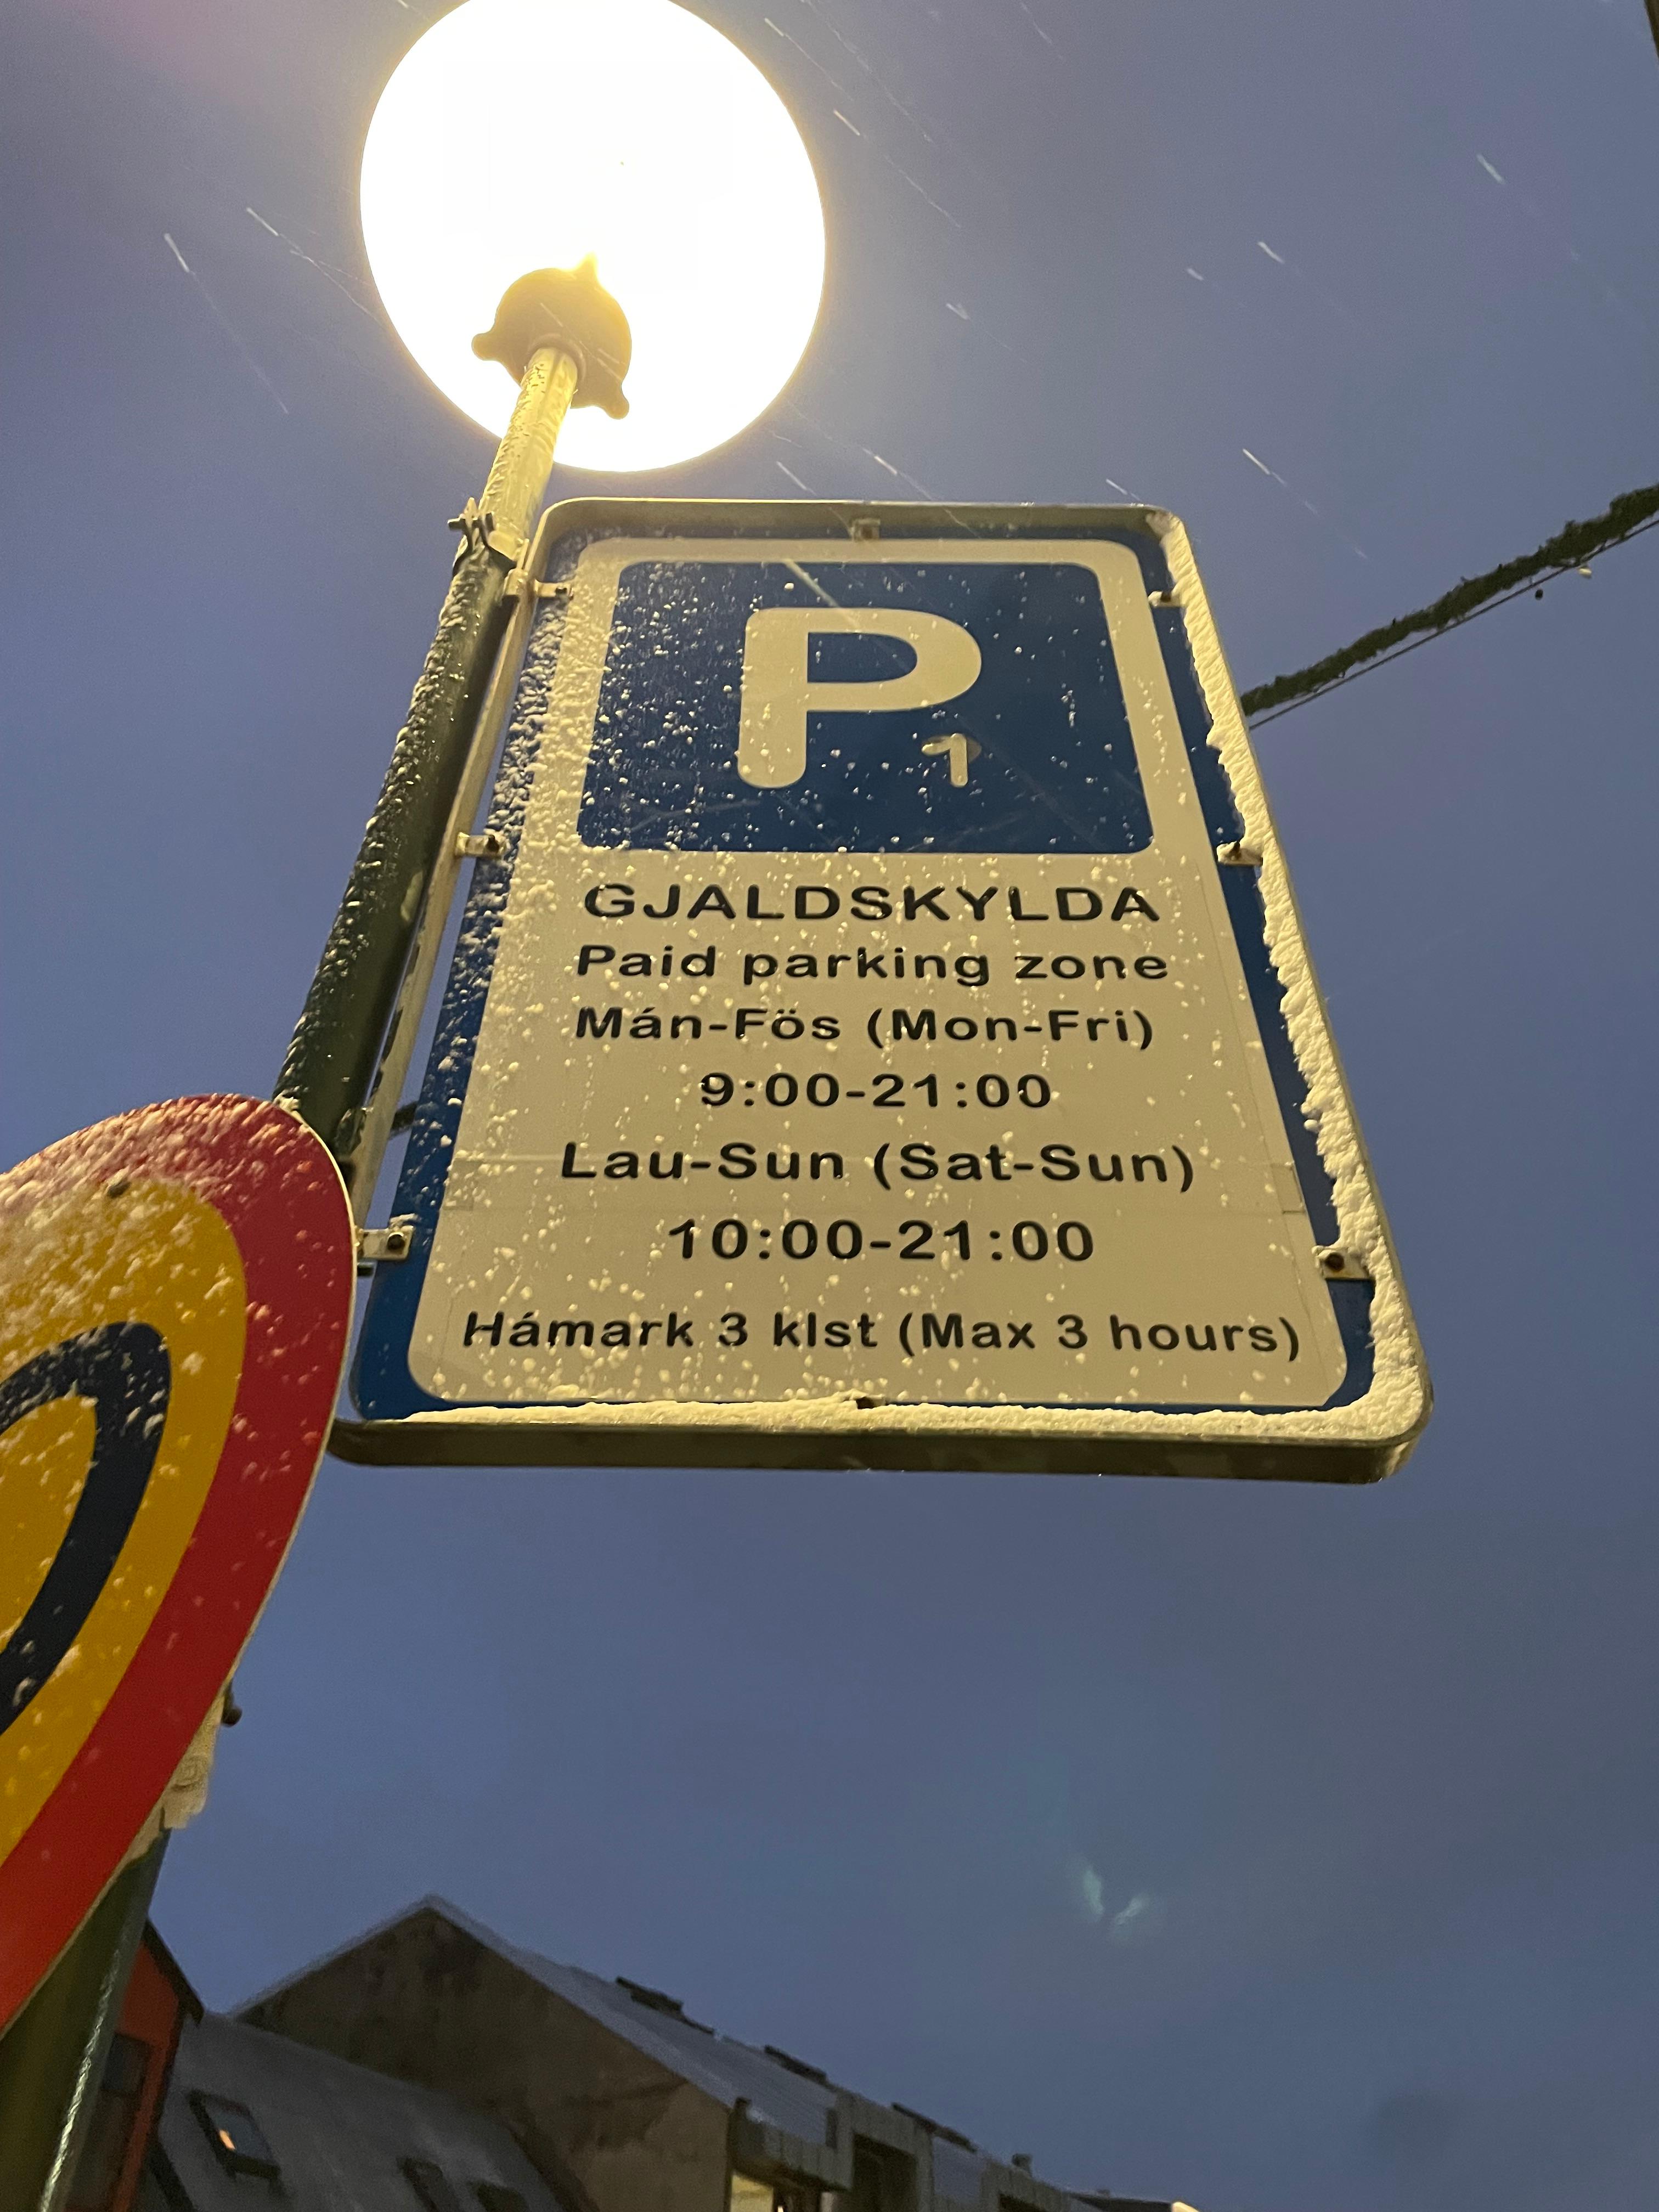 P
1
GJALDSKYLDA
Paid parking zone
Mán-Fös (Mon-Fri)
9:00-21:00
Lau-Sun (Sat-Sun)
10:00-21:00
Hámark 3 klst (Max 3 hours)